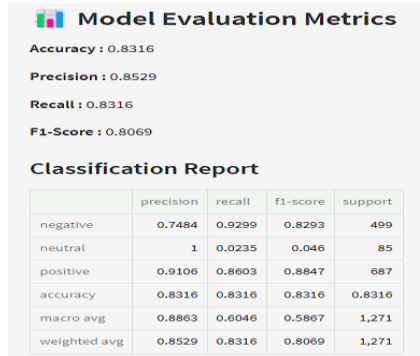 Model Evaluation Metrics
Accuracy : 0.8316
Precision : 0.8529
Recall : 0.8316
F1-Score : 0.8069
Classification Report
precision recall f1-score support
negative 0.7484 0.9299 0.8293 499
neutral 1 0.0235 0.046 85
positive 0.9106 0.8603 0.8847 687
accuracy 0.8316 0.8316 0.8316 0.8316
macro avg 0.8863 0.6046 0.5867 1,271
weighted avg 0.8529 0.8316 0.8069 1,271